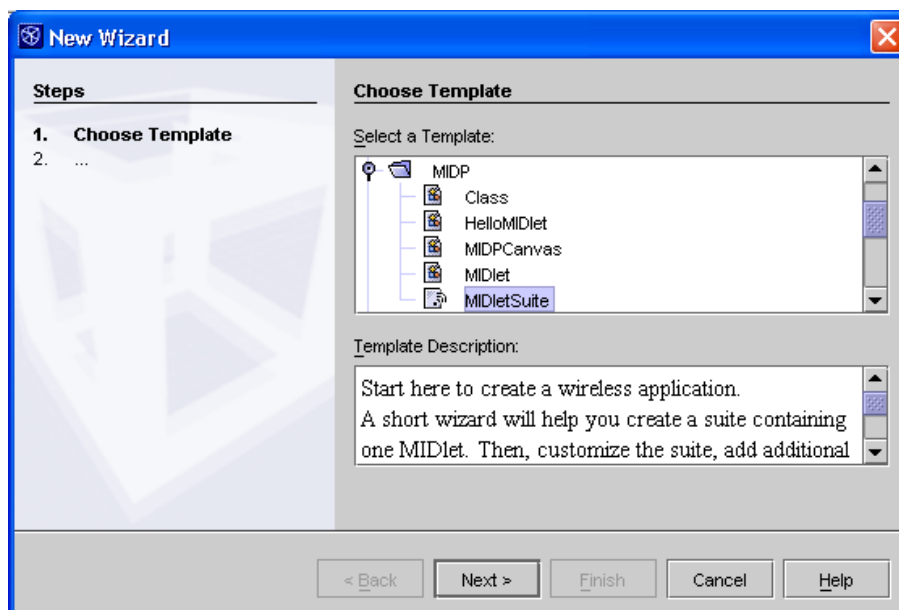 New Wizard
Steps
1. Choose Template
2. ...
Choose Template
Select a Template:
MIDP
Class
HelloMIDlet
MIDPCanvas
MIDlet
MIDletSuite
Template Description:
Start here to create a wireless application.
A short wizard will help you create a suite containing
one MIDlet. Then, customize the suite, add additional
< Back
Next >
Finish
Cancel
Help